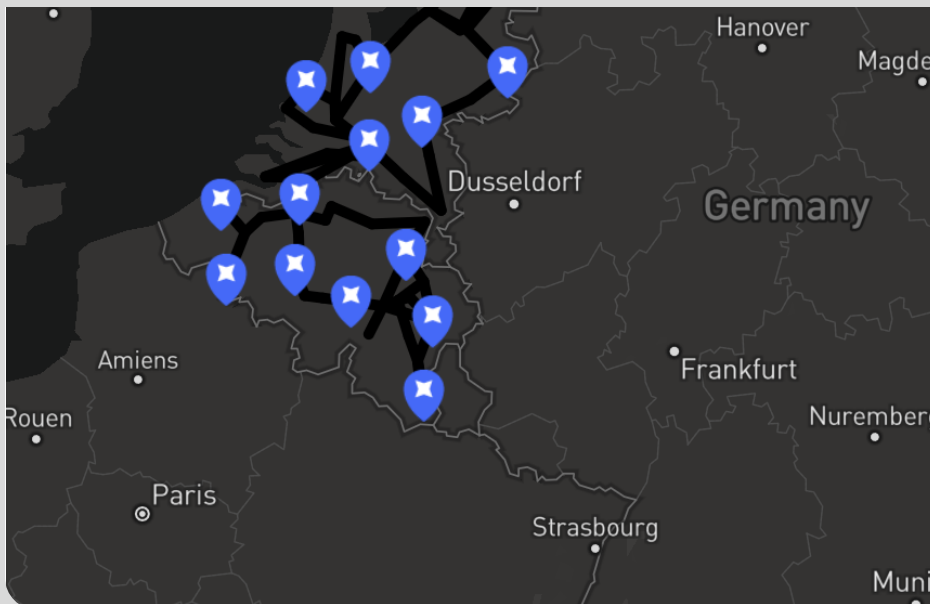 Hanover
Magde
Dusseldorf
Germany
Amiens
Frankfurt
Rouen
Nuremberg
Paris
Strasbourg
Muni